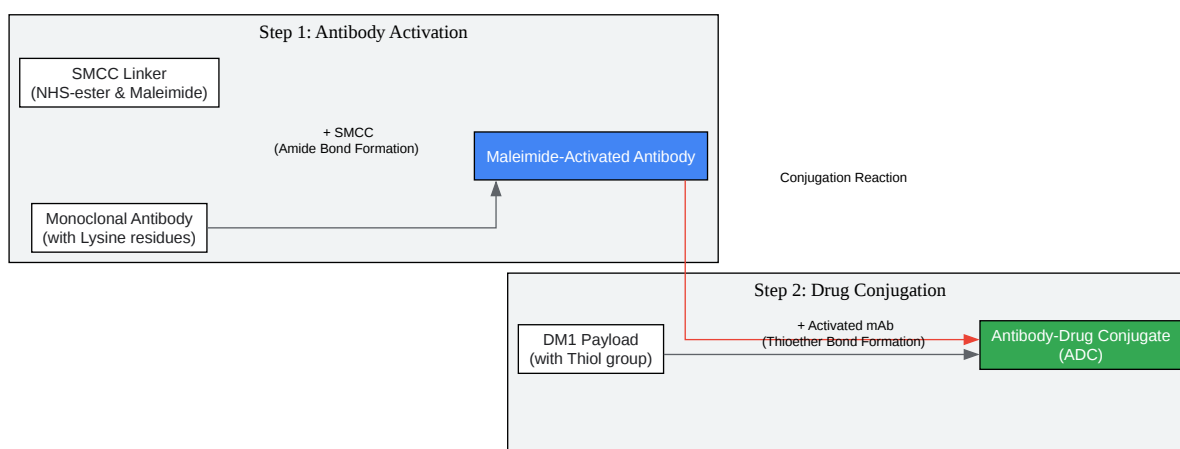 Step 1: Antibody Activation
SMCC Linker
(NHS-ester & Maleimide)
+ SMCC
(Amide Bond Formation)
Maleimide-Activated Antibody
Conjugation Reaction
Monoclonal Antibody
(with Lysine residues)
Step 2: Drug Conjugation
DM1 Payload
(with Thiol group)
+ Activated mAb
(Thioether Bond Formation)
Antibody-Drug Conjugate
(ADC)